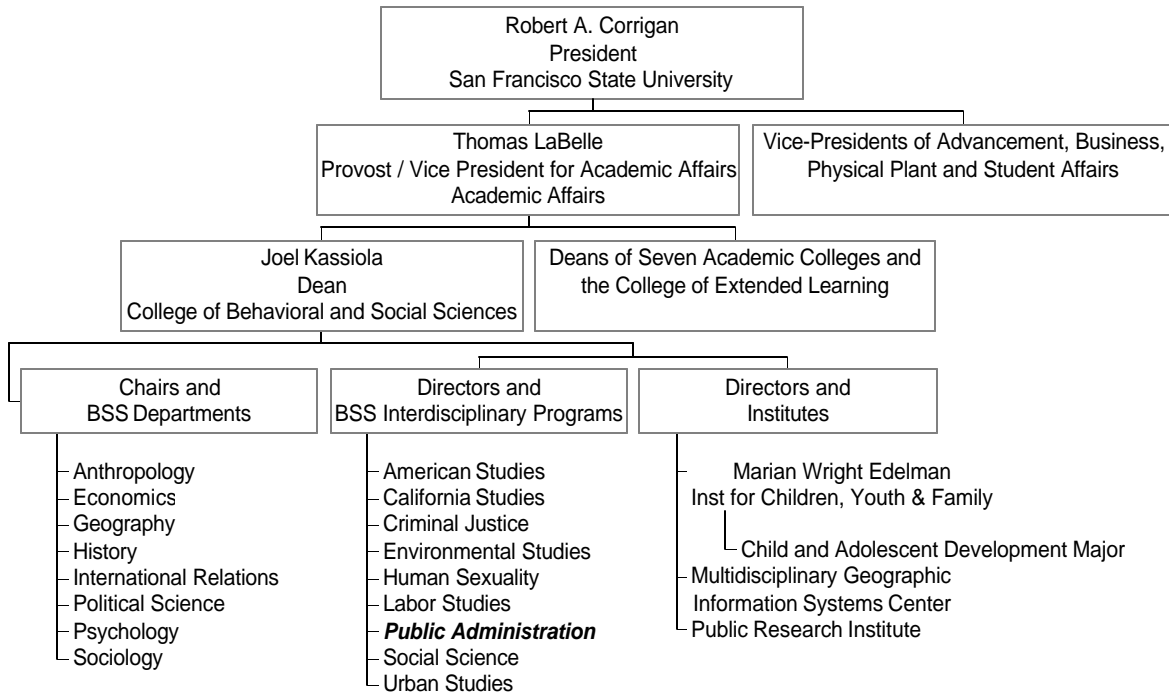 Robert A. Corrigan
President
San Francisco State University
Thomas LaBelle
Provost / Vice President for Academic Affairs
Academic Affairs
Vice-Presidents of Advancement, Business,
Physical Plant and Student Affairs
Joel Kassiola
Dean
College of Behavioral and Social Sciences
Deans of Seven Academic Colleges and
the College of Extended Learning
Chairs and
BSS Departments
Anthropology
Economics
Geography
History
International Relations
Political Science
Psychology
Sociology
Directors and
BSS Interdisciplinary Programs
American Studies
California Studies
Criminal Justice
Environmental Studies
Human Sexuality
Labor Studies
Public Administration
Social Science
Urban Studies
Directors and
Institutes
Marian Wright Edelman
Inst for Children, Youth & Family
Child and Adolescent Development Major
Multidisciplinary Geographic
Information Systems Center
Public Research Institute